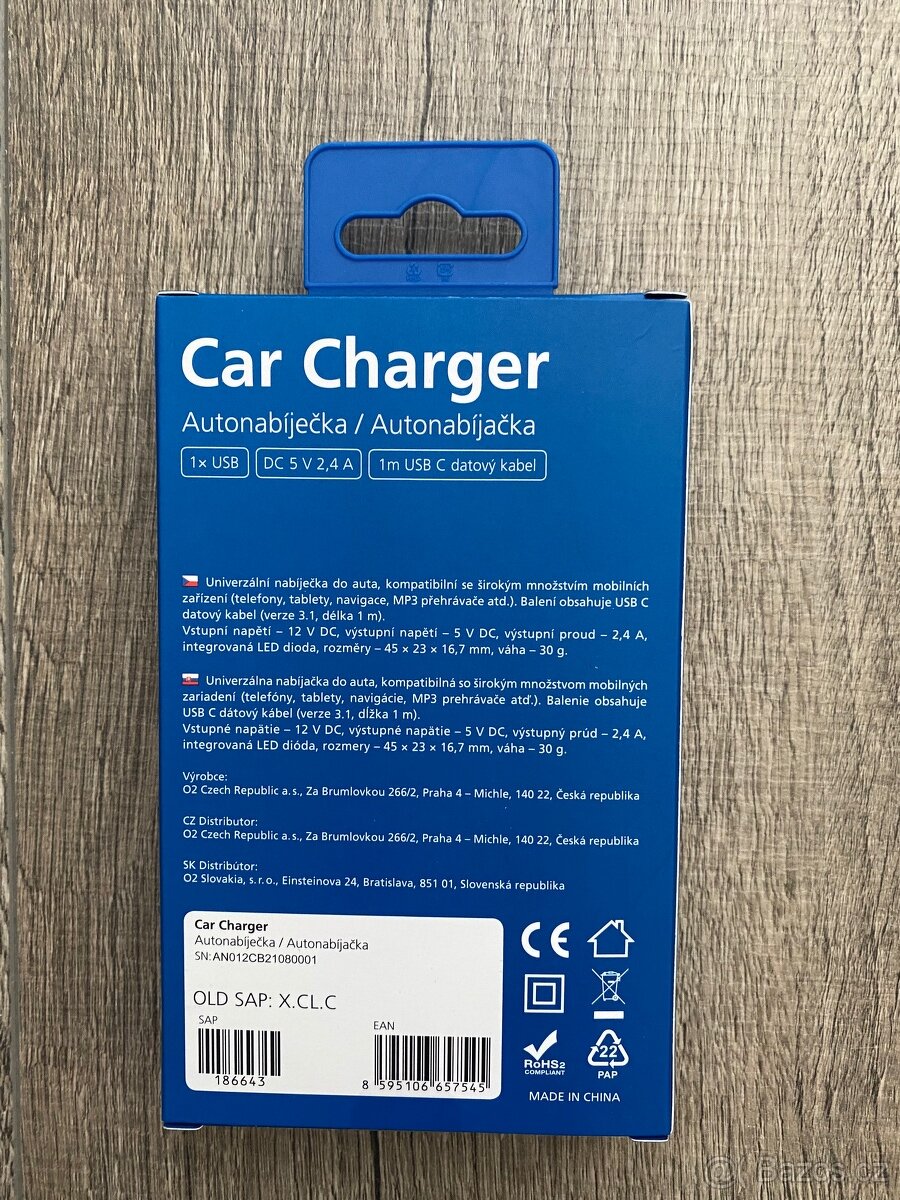 Car Charger
Autonabíječka / Autonabíjačka
1× USB DC 5 V 2,4 A 1m USB C datový kabel
Univerzální nabíječka do auta, kompatibilní se širokým množstvím mobilních
zařízení (telefony, tablety, navigace, MP3 přehrávače atd.). Balení obsahuje USB C
datový kabel (verze 3.1, délka 1 m).
Vstupní napětí – 12 V DC, výstupní napětí – 5 V DC, výstupní proud – 2,4 A,
integrovaná LED dioda, rozměry – 45 × 23 × 16,7 mm, váha – 30 g.
Univerzálna nabíjačka do auta, kompatibilná so širokým množstvom mobilných
zariadení (telefóny, tablety, navigácie, MP3 prehrávače atď.). Balenie obsahuje
USB C dátový kábel (verze 3.1, dĺžka 1 m).
Vstupné napätie – 12 V DC, výstupné napätie – 5 V DC, výstupný prúd – 2,4 A,
integrovaná LED dióda, rozmery – 45 × 23 × 16,7 mm, váha – 30 g.
Výrobce:
O2 Czech Republic a.s., Za Brumlovkou 266/2, Praha 4 – Michle, 140 22, Česká republika
CZ Distributor:
O2 Czech Republic a.s., Za Brumlovkou 266/2, Praha 4 – Michle, 140 22, Česká republika
SK Distribútor:
O2 Slovakia, s.r.o., Einsteinova 24, Bratislava, 851 01, Slovenská republika
Car Charger
Autonabíječka / Autonabíjačka
SN: AN012CB21080001
OLD SAP: X.CL.C
SAP
186643
EAN
8 595106 657545
CE
RoHS2
COMPLIANT
22
PAP
MADE IN CHINA
Bazos.cz